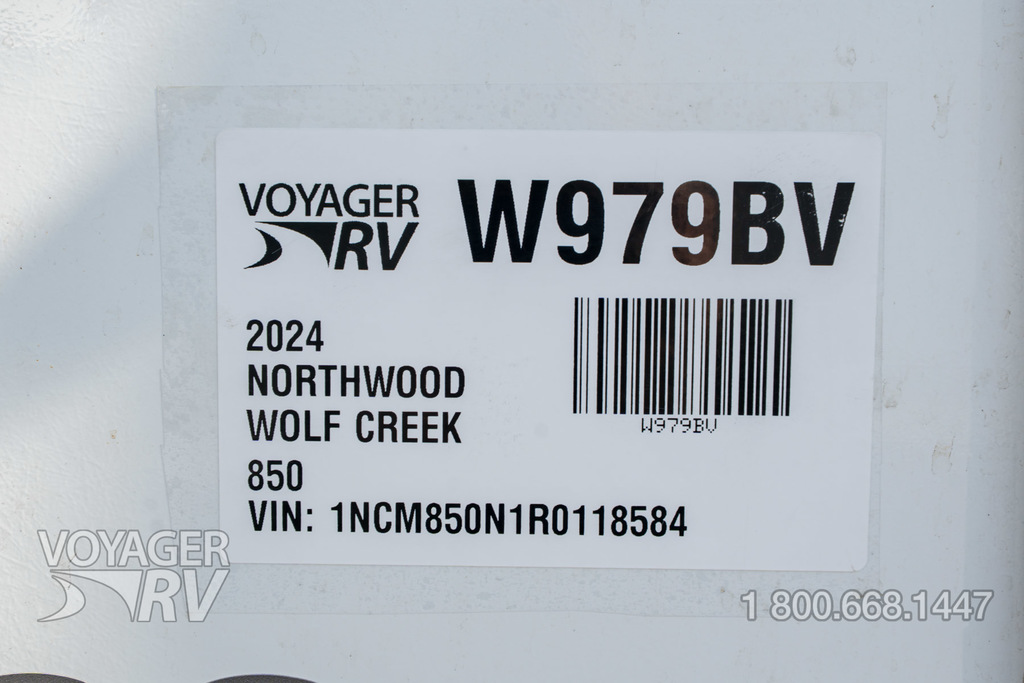 VOYAGER
RV
W979BV
2024
NORTHWOOD
WOLF CREEK
850
VIN: 1NCM850N1R0118584
W979BV
VOYAGER
RV
1 800.668.1447